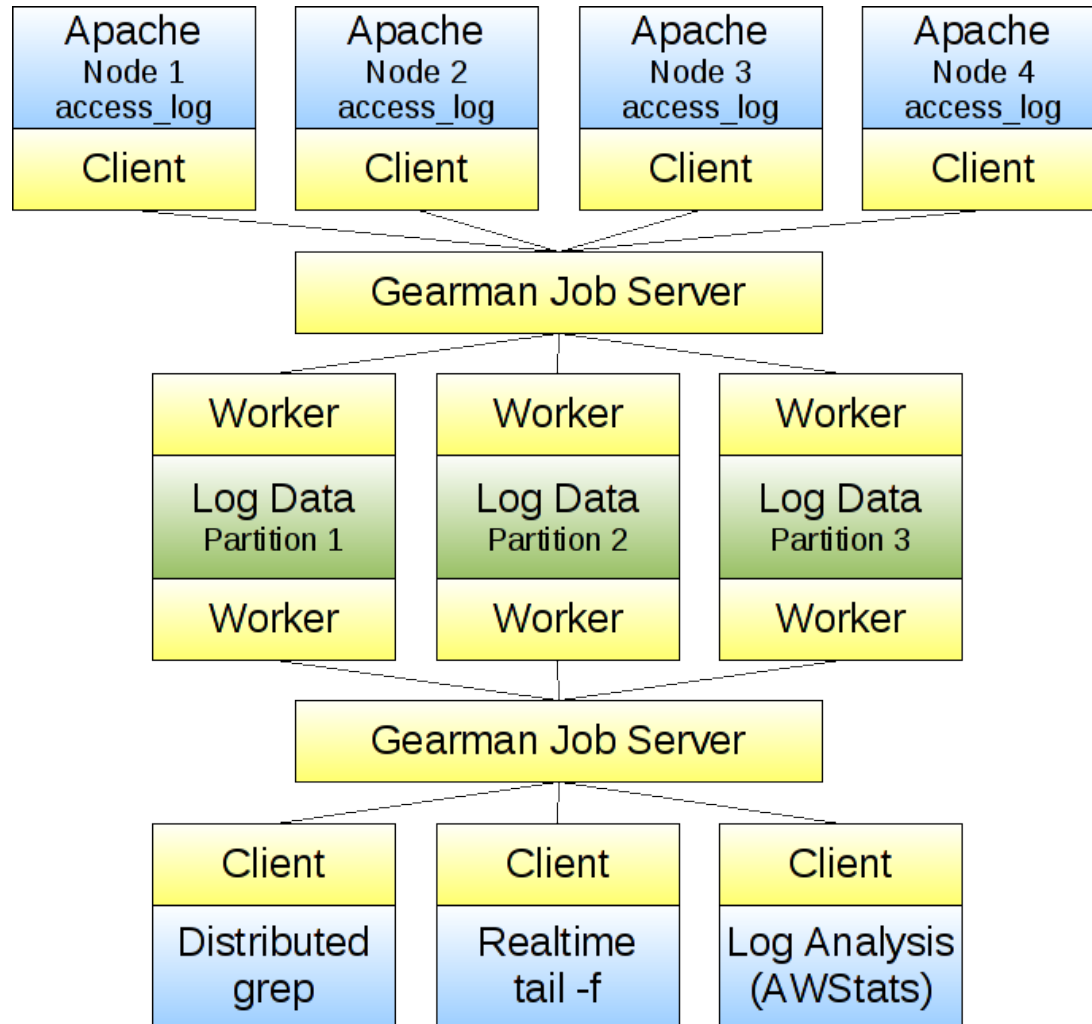 Apache
Node 1
access_log
Client
Apache
Node 2
access_log
Client
Apache
Node 3
access_log
Client
Apache
Node 4
access_log
Client
Gearman Job Server
Worker
Log Data
Partition 1
Worker
Worker
Log Data
Partition 2
Worker
Worker
Log Data
Partition 3
Worker
Gearman Job Server
Client
Distributed
grep
Client
Realtime
tail -f
Client
Log Analysis
(AWStats)